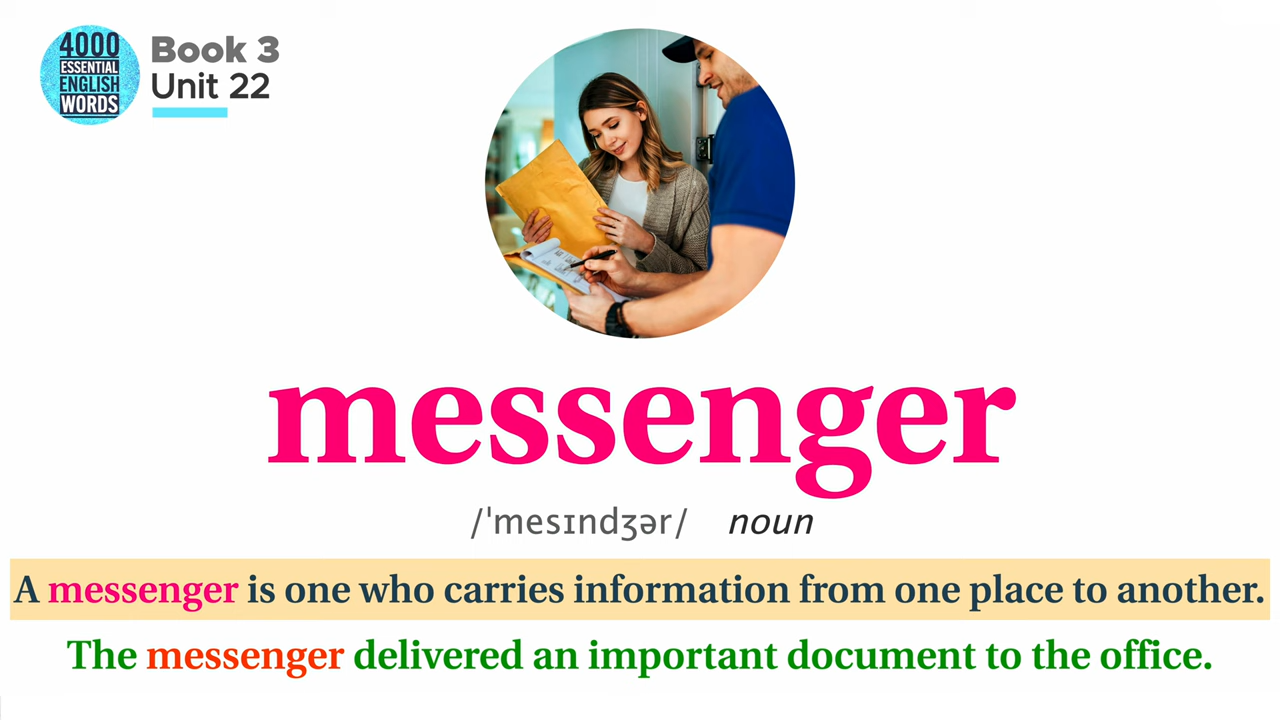 4000
ESSENTIAL
ENGLISH
WORDS
Book 3
Unit 22
messenger
/ˈmesɪndʒər/ noun
A messenger is one who carries information from one place to another.
The messenger delivered an important document to the office.